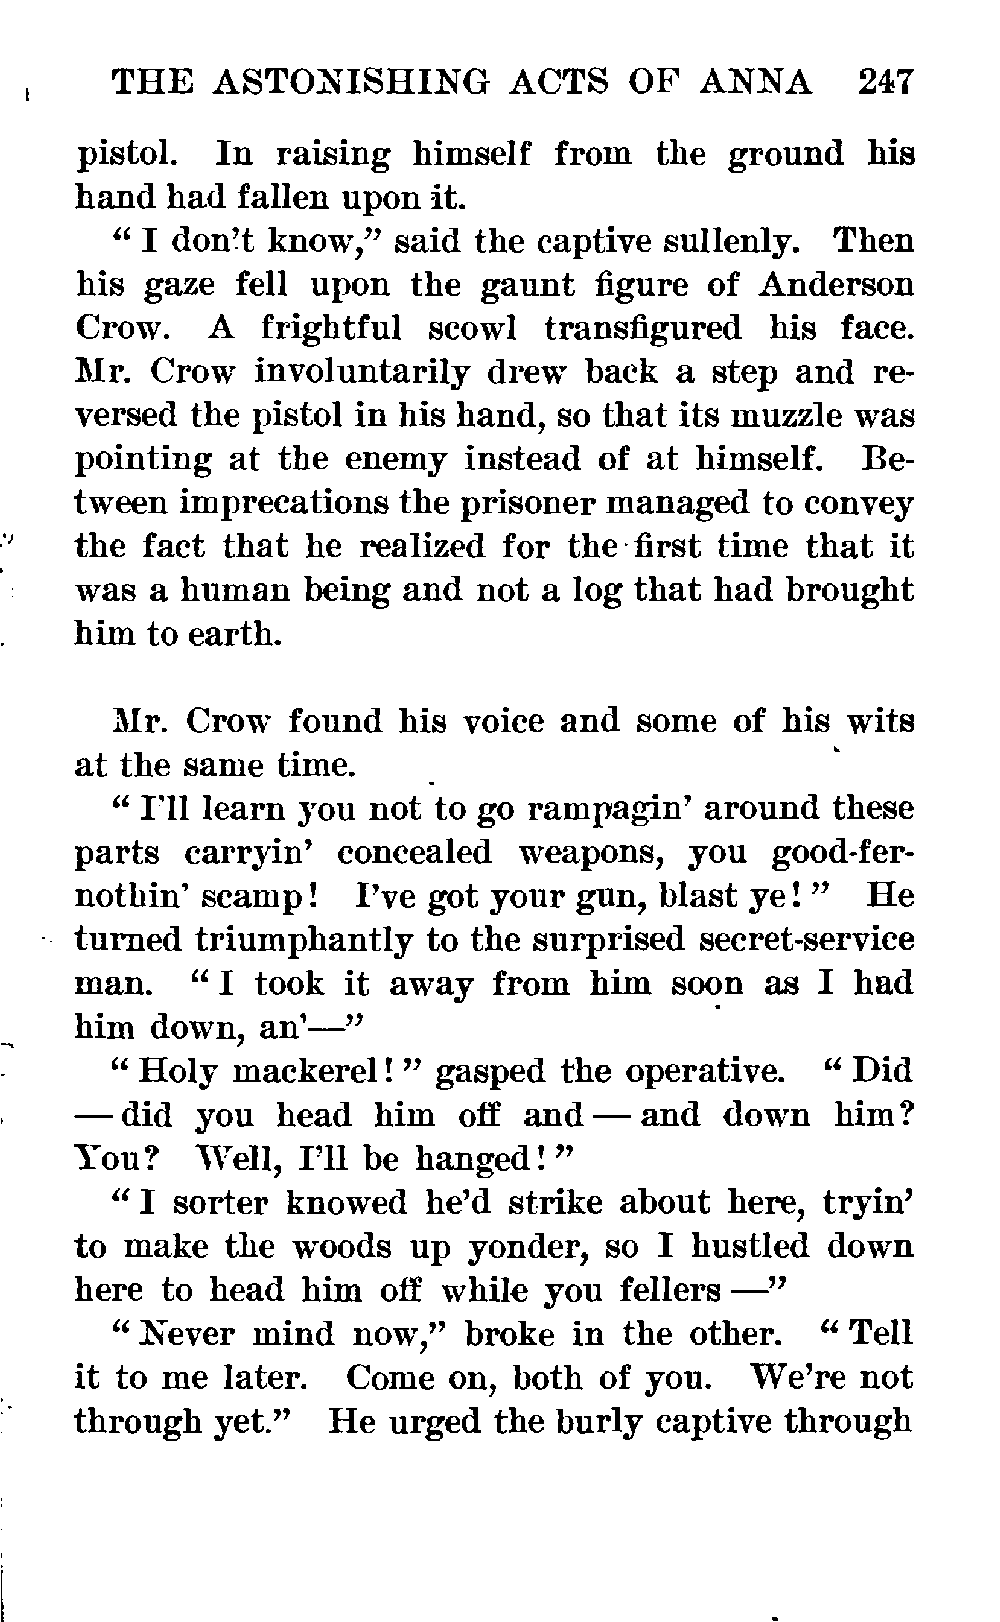 THE ASTONISHING ACTS OF ANNA 247
pistol. In raising himself from the ground his
hand had fallen upon it.
“ I don't know,” said the captive sullenly. Then
his gaze fell upon the gaunt figure of Anderson
Crow. A frightful scowl transfigured his face.
Mr. Crow involuntarily drew back a step and re-
versed the pistol in his hand, so that its muzzle was
pointing at the enemy instead of at himself. Be-
tween imprecations the prisoner managed to convey
the fact that he realized for the first time that it
was a human being and not a log that had brought
him to earth.
Mr. Crow found his voice and some of his wits
at the same time.
“ I'll learn you not to go rampagin’ around these
parts carryin’ concealed weapons, you good-fer-
nothin’ scamp! I’ve got your gun, blast ye! ” He
turned triumphantly to the surprised secret-service
man. “ I took it away from him soon as I had
him down, an’—”
“ Holy mackerel! ” gasped the operative. “ Did
— did you head him off and — and down him?
You? Well, I’ll be hanged! ”
“ I sorter knowed he’d strike about here, tryin’
to make the woods up yonder, so I hustled down
here to head him off while you fellers —”
“ Never mind now,” broke in the other. “ Tell
it to me later. Come on, both of you. We’re not
through yet.” He urged the burly captive through